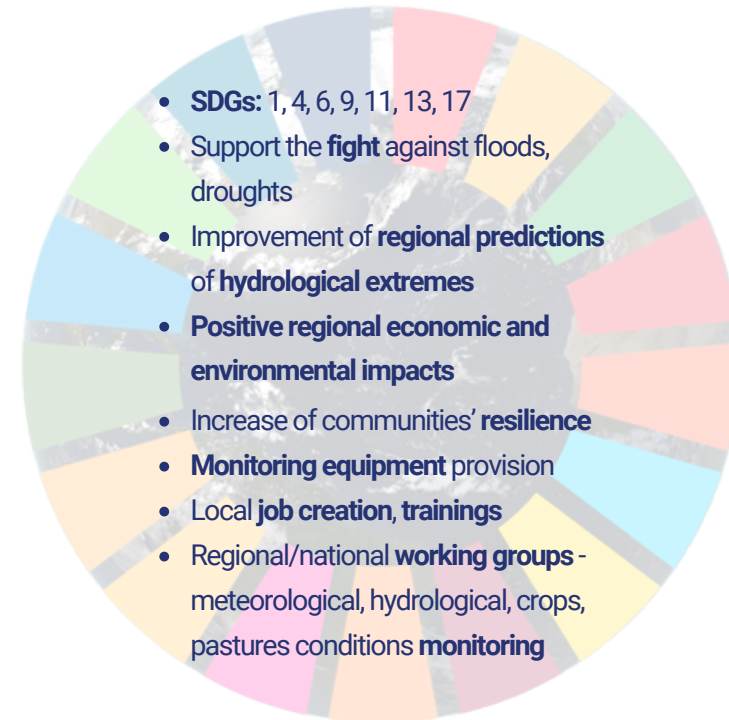 • SDGs: 1, 4, 6, 9, 11, 13, 17
• Support the fight against floods,
droughts
• Improvement of regional predictions
of hydrological extremes
• Positive regional economic and
environmental impacts
• Increase of communities’ resilience
• Monitoring equipment provision
• Local job creation, trainings
• Regional/national working groups -
meteorological, hydrological, crops,
pastures conditions monitoring